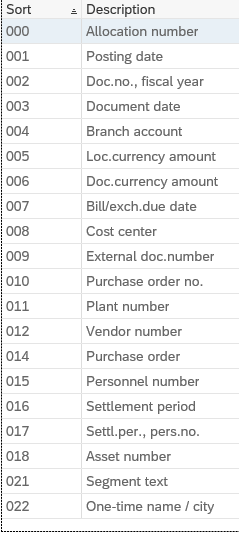 Sort Description
000 Allocation number
001 Posting date
002 Doc.no., fiscal year
003 Document date
004 Branch account
005 Loc.currency amount
006 Doc.currency amount
007 Bill/exch.due date
008 Cost center
009 External doc.number
010 Purchase order no.
011 Plant number
012 Vendor number
014 Purchase order
015 Personnel number
016 Settlement period
017 Settl.per., pers.no.
018 Asset number
021 Segment text
022 One-time name / city